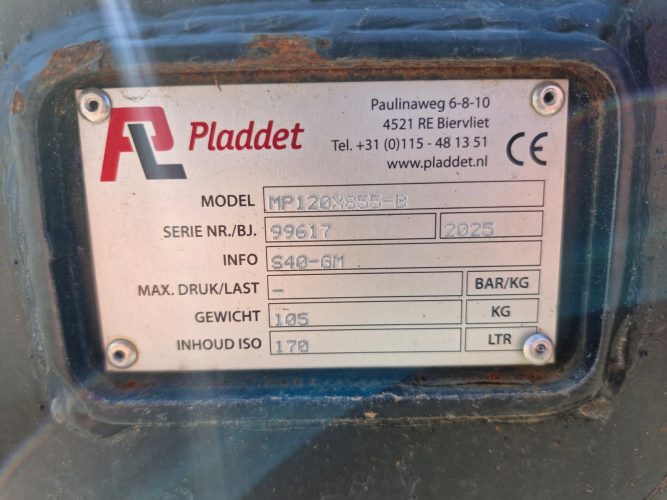 PL Pladdet
Paulinaweg 6-8-10
4521 RE Biervliet
Tel. +31 (0)115 - 48 13 51
www.pladdet.nl
CE
MODEL MP120X855-B
SERIE NR./BJ. 99617 2025
INFO S40-GM
MAX. DRUK/LAST - BAR/KG
GEWICHT 105 KG
INHOUD ISO 170 LTR